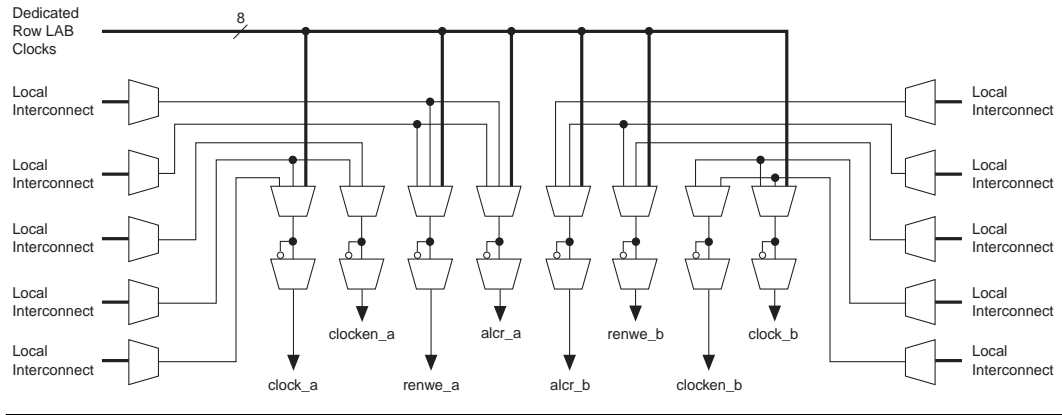 Dedicated
Row LAB
Clocks
8
Local
Interconnect
Local
Interconnect
Local
Interconnect
Local
Interconnect
Local
Interconnect
Local
Interconnect
Local
Interconnect
Local
Interconnect
Local
Interconnect
Local
Interconnect
clocken_a
alcr_a
renwe_b
clock_b
clock_a
renwe_a
alcr_b
clocken_b